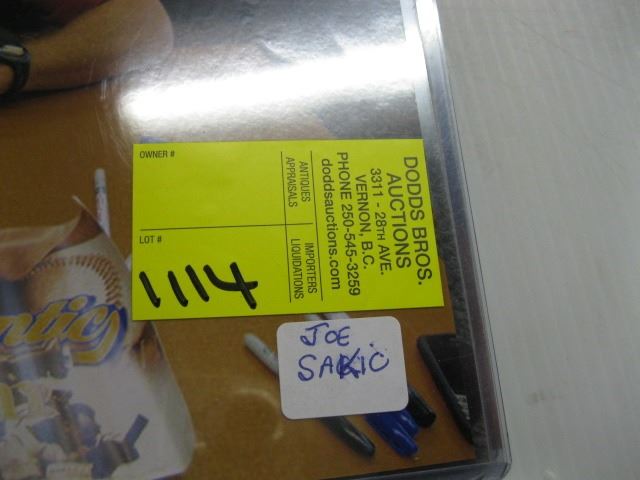 DODDS BROS.
AUCTIONS
3311 - 28TH AVE.
VERNON, B.C.
PHONE 250-545-3259
doddsauctions.com
ANTIQUES
APPRAISALS
IMPORTERS
LIQUIDATIONS
OWNER #
LOT #
1114
JOE
SAKIC
ntic